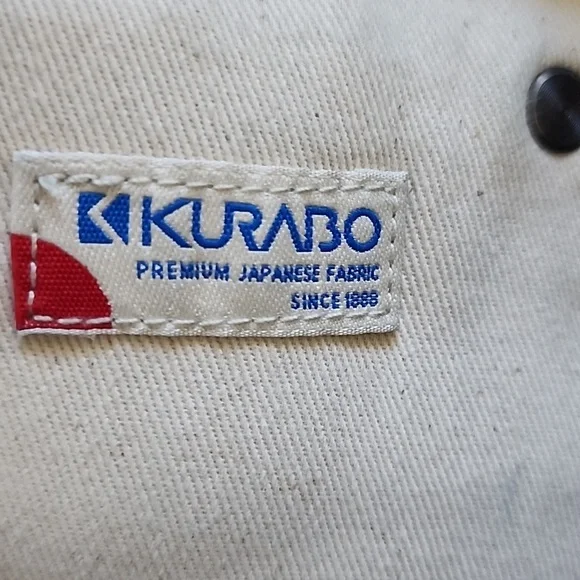 KURABO
PREMIUM JAPANESE FABRIC
SINCE 1888